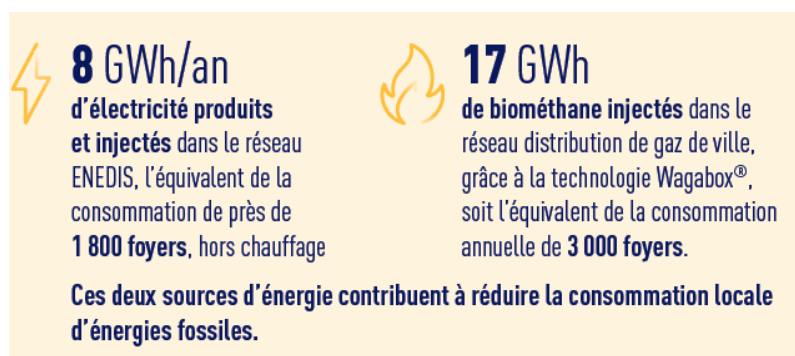 8 GWh/an
d’électricité produits
et injectés dans le réseau
ENEDIS, l’équivalent de la
consommation de près de
1 800 foyers, hors chauffage
17 GWh
de biométhane injectés dans le
réseau distribution de gaz de ville,
grâce à la technologie Wagabox®,
soit l’équivalent de la consommation
annuelle de 3 000 foyers.
Ces deux sources d’énergie contribuent à réduire la consommation locale
d’énergies fossiles.